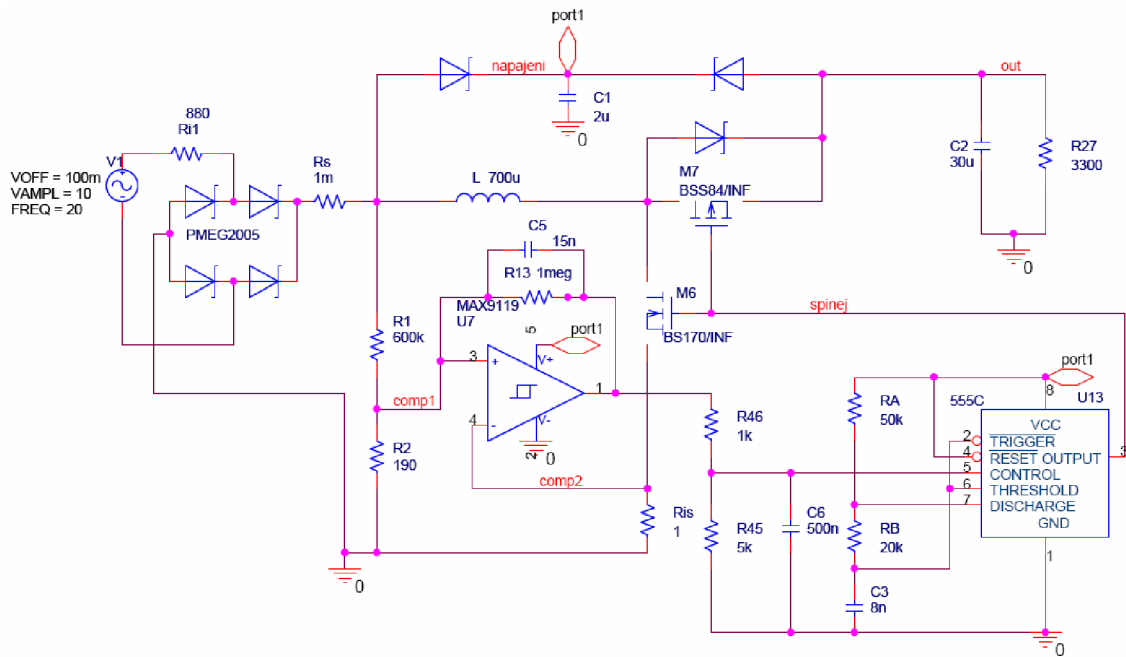 port1
napajeni
out
C1
2u
0
880
Ri1
V1
VOFF = 100m
VAMPL = 10
FREQ = 20
Rs
1m
PMEG2005
L 700u
M7
BSS84/INF
C2
30u
R27
3300
0
C5
15n
R13 1meg
MAX9119
U7
M6
BS170/INF
spinej
R1
600k
port1
5
V+
3
+
1
4
-
V-
2
0
comp1
comp2
R2
190
Ris
1
0
R46
1k
R45
5k
C6
500n
RA
50k
RB
20k
C3
8n
port1
8
U13
555C
VCC
2
TRIGGER
4
RESET OUTPUT
3
5
CONTROL
6
THRESHOLD
7
DISCHARGE
GND
1
0